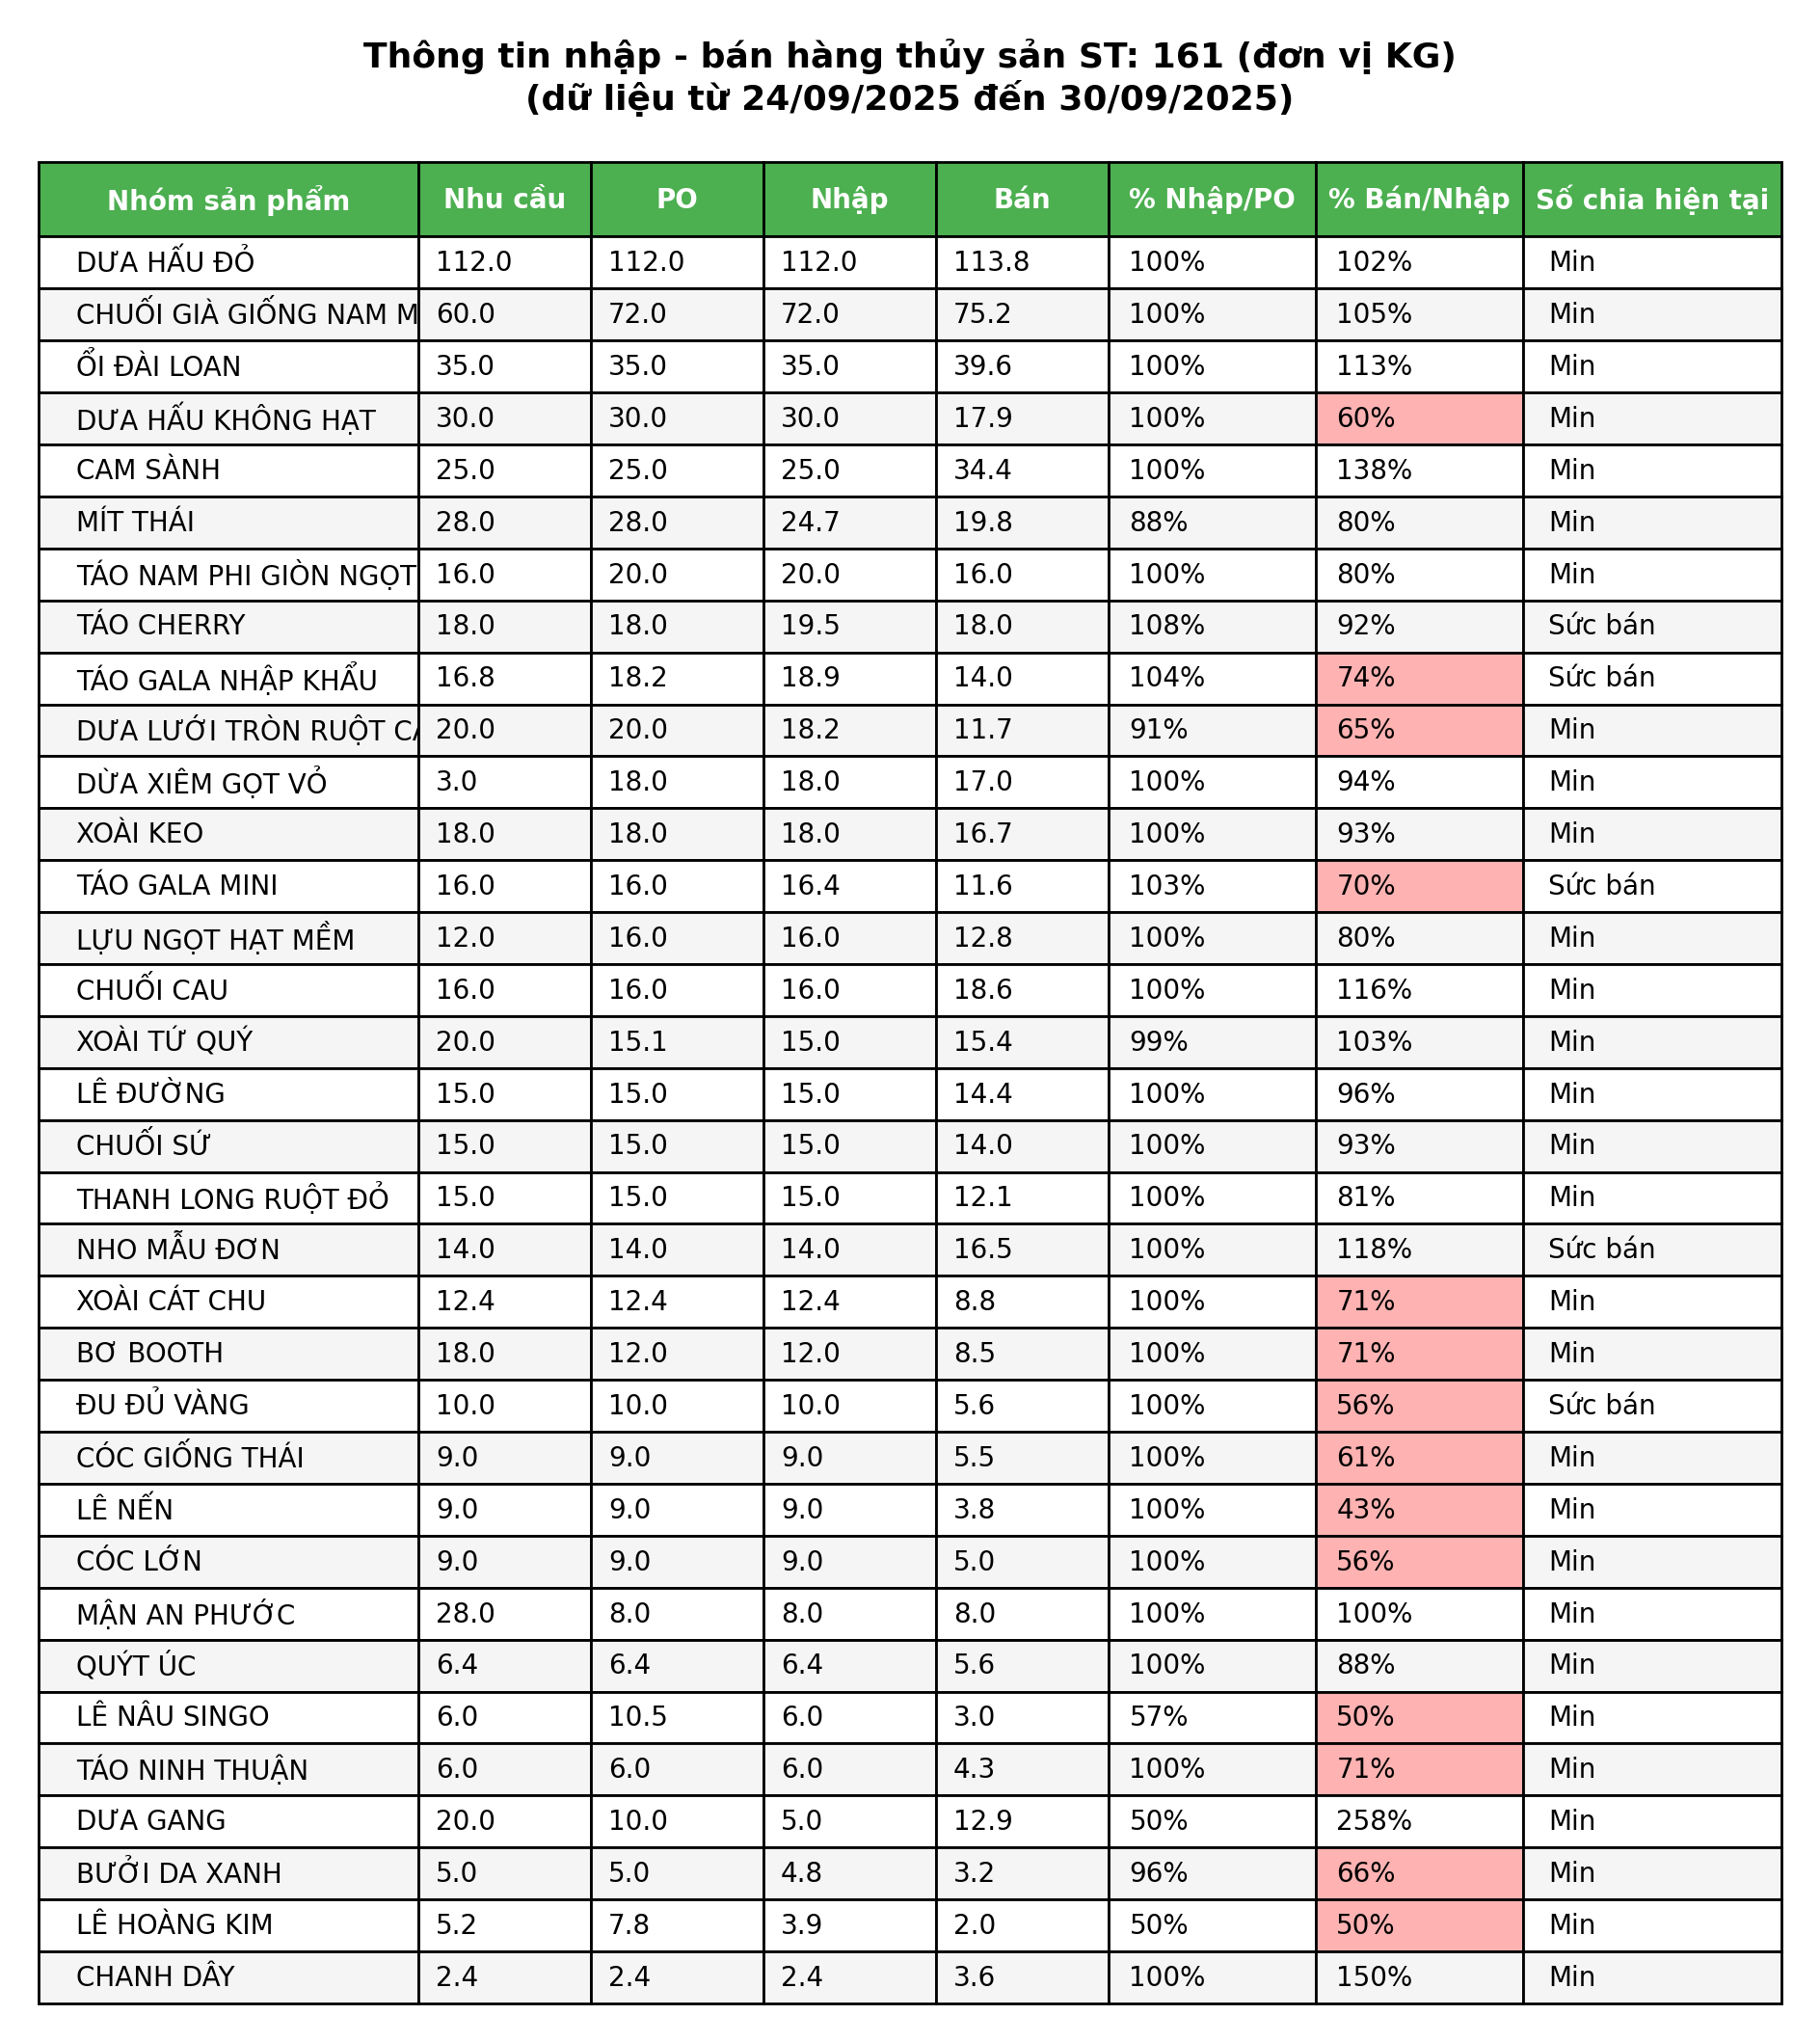 Thông tin nhập - bán hàng thủy sản ST: 161 (đơn vị KG)
(dữ liệu từ 24/09/2025 đến 30/09/2025)
Nhóm sản phẩm Nhu cầu PO Nhập Bán % Nhập/PO % Bán/Nhập Số chia hiện tại
DƯA HẤU ĐỎ 112.0 112.0 112.0 113.8 100% 102% Min
CHUỐI GIÀ GIỐNG NAM M 60.0 72.0 72.0 75.2 100% 105% Min
ỔI ĐÀI LOAN 35.0 35.0 35.0 39.6 100% 113% Min
DƯA HẤU KHÔNG HẠT 30.0 30.0 30.0 17.9 100% 60% Min
CAM SÀNH 25.0 25.0 25.0 34.4 100% 138% Min
MÍT THÁI 28.0 28.0 24.7 19.8 88% 80% Min
TÁO NAM PHI GIÒN NGỌT 16.0 20.0 20.0 16.0 100% 80% Min
TÁO CHERRY 18.0 18.0 19.5 18.0 108% 92% Sức bán
TÁO GALA NHẬP KHẨU 16.8 18.2 18.9 14.0 104% 74% Sức bán
DƯA LƯỚI TRÒN RUỘT CA 20.0 20.0 18.2 11.7 91% 65% Min
DỪA XIÊM GỌT VỎ 3.0 18.0 18.0 17.0 100% 94% Min
XOÀI KEO 18.0 18.0 18.0 16.7 100% 93% Min
TÁO GALA MINI 16.0 16.0 16.4 11.6 103% 70% Sức bán
LỰU NGỌT HẠT MỀM 12.0 16.0 16.0 12.8 100% 80% Min
CHUỐI CAU 16.0 16.0 16.0 18.6 100% 116% Min
XOÀI TỨ QUÝ 20.0 15.1 15.0 15.4 99% 103% Min
LÊ ĐƯỜNG 15.0 15.0 15.0 14.4 100% 96% Min
CHUỐI SỨ 15.0 15.0 15.0 14.0 100% 93% Min
THANH LONG RUỘT ĐỎ 15.0 15.0 15.0 12.1 100% 81% Min
NHO MẪU ĐƠN 14.0 14.0 14.0 16.5 100% 118% Sức bán
XOÀI CÁT CHU 12.4 12.4 12.4 8.8 100% 71% Min
BƠ BOOTH 18.0 12.0 12.0 8.5 100% 71% Min
ĐU ĐỦ VÀNG 10.0 10.0 10.0 5.6 100% 56% Sức bán
CÓC GIỐNG THÁI 9.0 9.0 9.0 5.5 100% 61% Min
LÊ NẾN 9.0 9.0 9.0 3.8 100% 43% Min
CÓC LỚN 9.0 9.0 9.0 5.0 100% 56% Min
MẬN AN PHƯỚC 28.0 8.0 8.0 8.0 100% 100% Min
QUÝT ÚC 6.4 6.4 6.4 5.6 100% 88% Min
LÊ NÂU SINGO 6.0 10.5 6.0 3.0 57% 50% Min
TÁO NINH THUẬN 6.0 6.0 6.0 4.3 100% 71% Min
DƯA GANG 20.0 10.0 5.0 12.9 50% 258% Min
BƯỞI DA XANH 5.0 5.0 4.8 3.2 96% 66% Min
LÊ HOÀNG KIM 5.2 7.8 3.9 2.0 50% 50% Min
CHANH DÂY 2.4 2.4 2.4 3.6 100% 150% Min